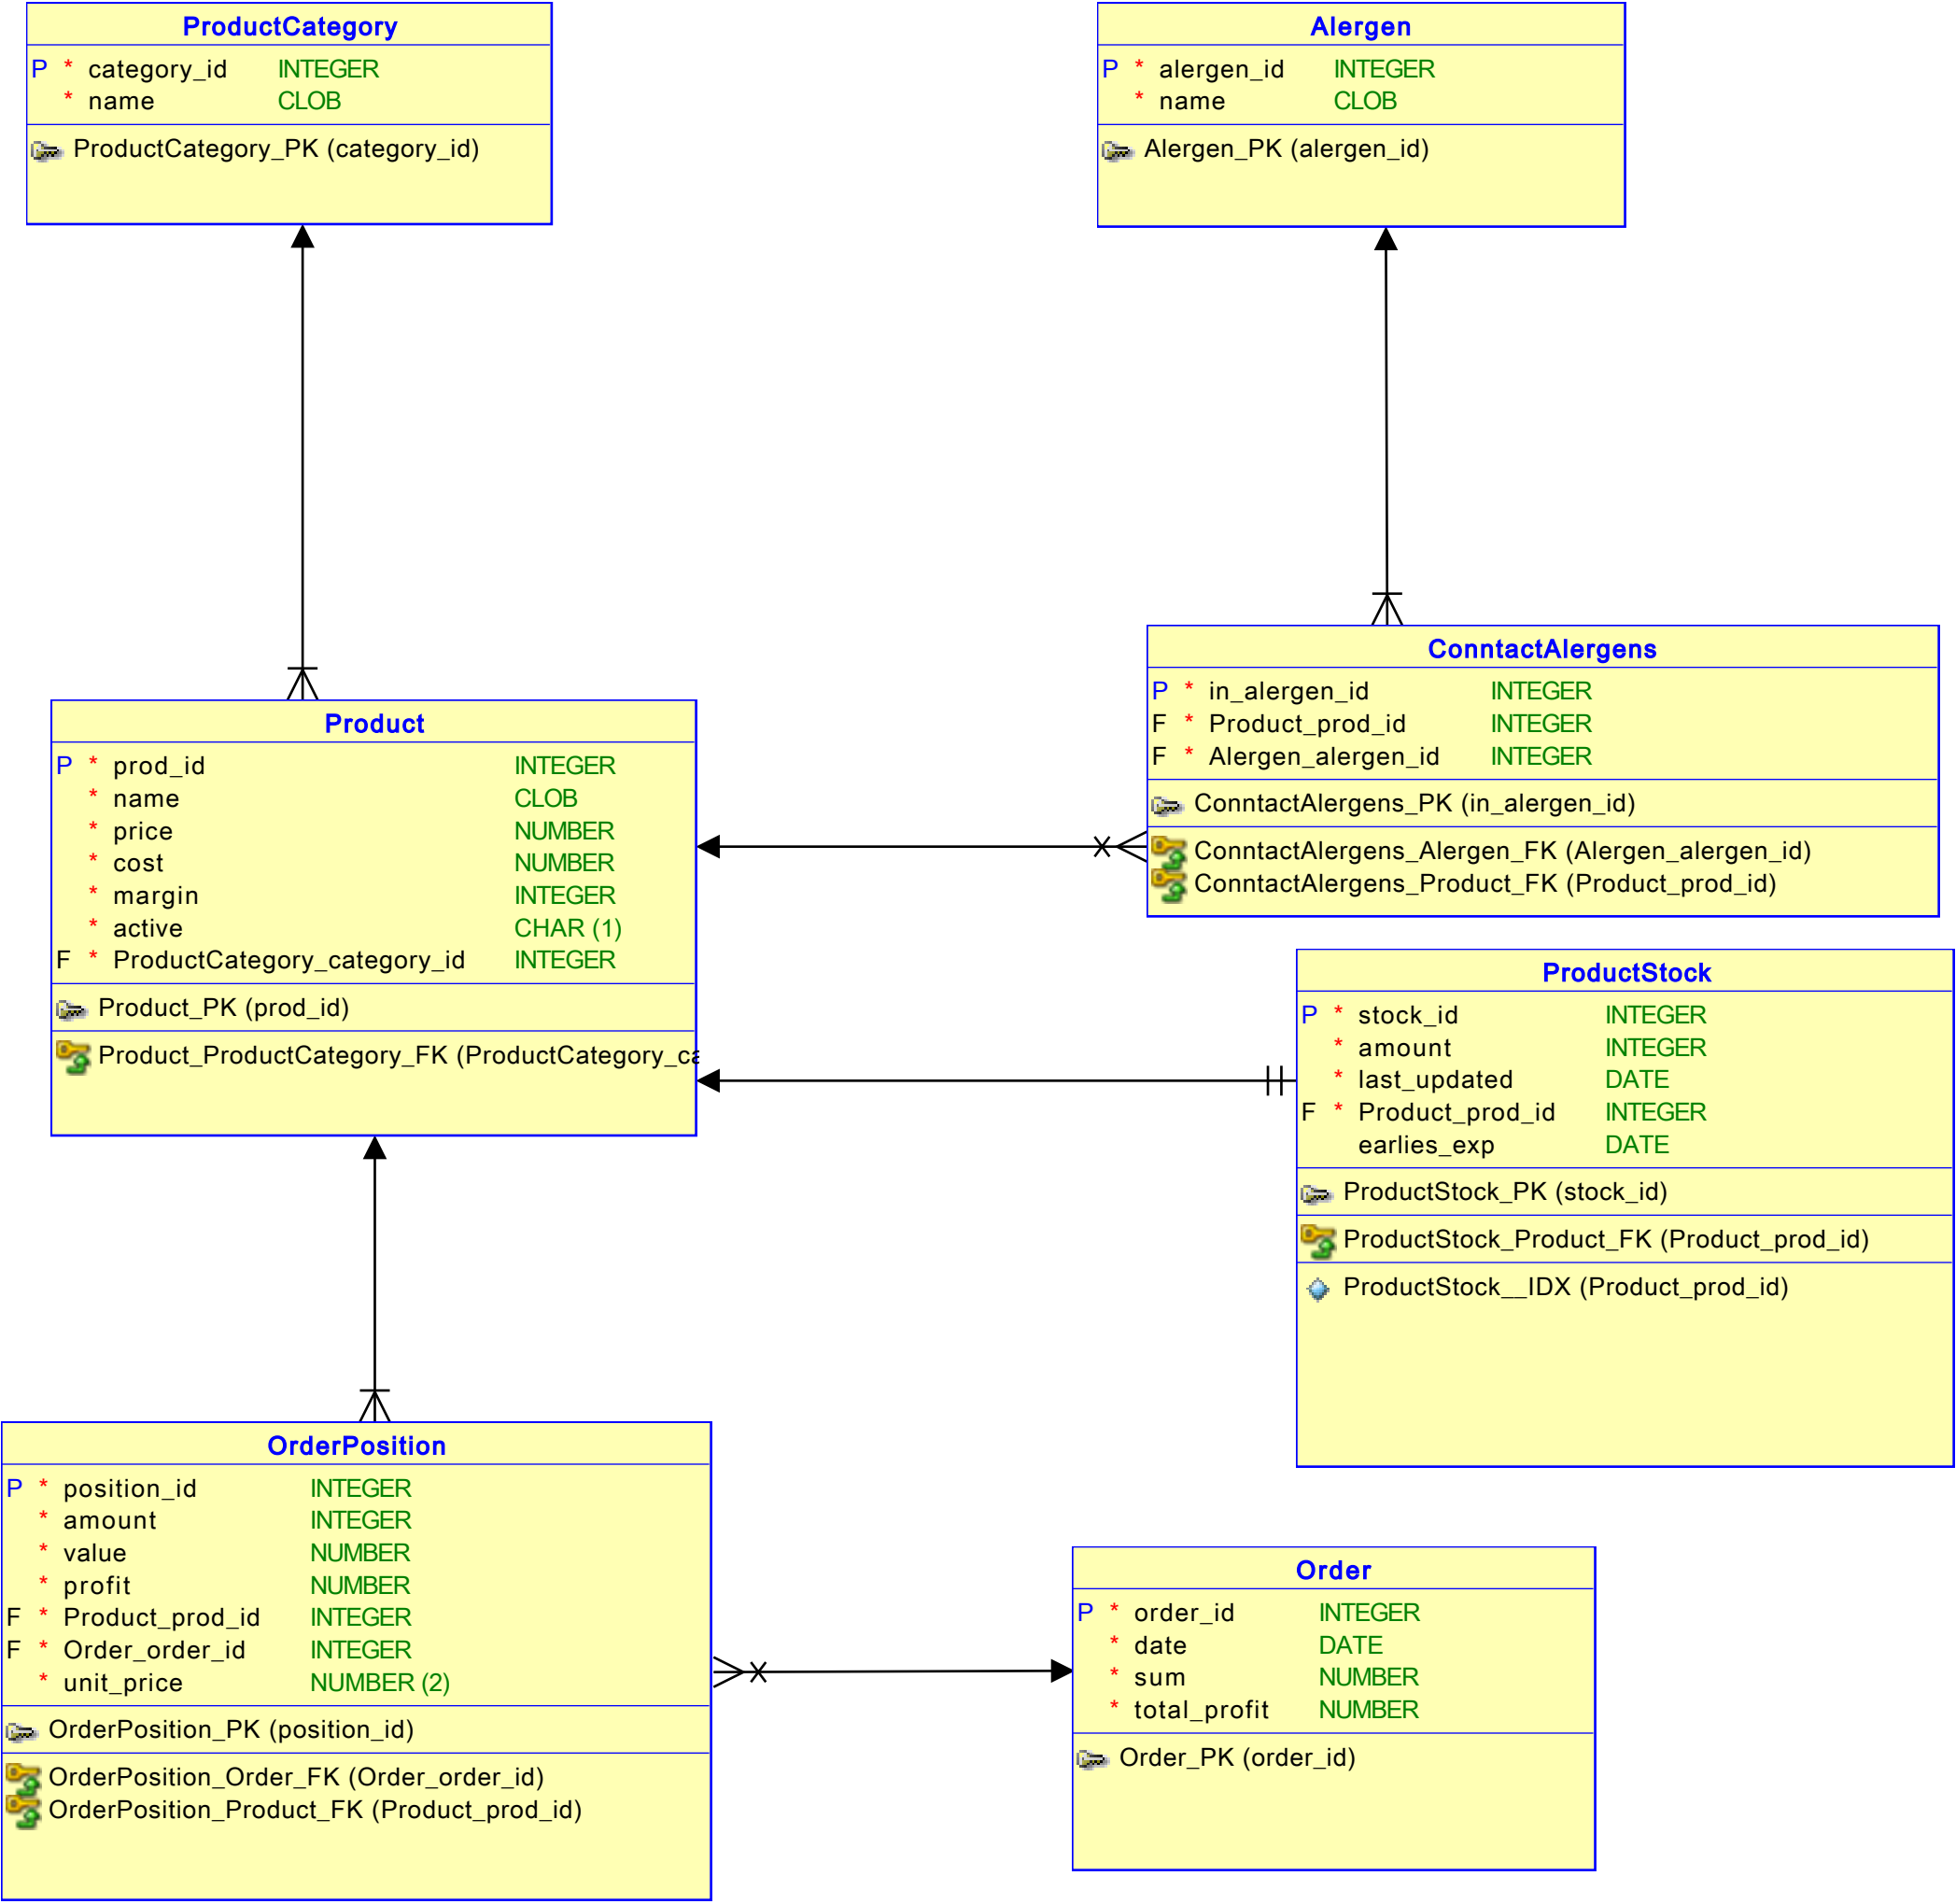 ProductCategory
P * category_id INTEGER
* name CLOB
ProductCategory_PK (category_id)
Alergen
P * alergen_id INTEGER
* name CLOB
Alergen_PK (alergen_id)
ConntactAlergens
P * in_alergen_id INTEGER
F * Product_prod_id INTEGER
F * Alergen_alergen_id INTEGER
ConntactAlergens_PK (in_alergen_id)
ConntactAlergens_Alergen_FK (Alergen_alergen_id)
ConntactAlergens_Product_FK (Product_prod_id)
Product
P * prod_id INTEGER
* name CLOB
* price NUMBER
* cost NUMBER
* margin INTEGER
* active CHAR (1)
F * ProductCategory_category_id INTEGER
Product_PK (prod_id)
Product_ProductCategory_FK (ProductCategory_ca
ProductStock
P * stock_id INTEGER
* amount INTEGER
* last_updated DATE
F * Product_prod_id INTEGER
earlies_exp DATE
ProductStock_PK (stock_id)
ProductStock_Product_FK (Product_prod_id)
ProductStock__IDX (Product_prod_id)
OrderPosition
P * position_id INTEGER
* amount INTEGER
* value NUMBER
* profit NUMBER
F * Product_prod_id INTEGER
F * Order_order_id INTEGER
* unit_price NUMBER (2)
OrderPosition_PK (position_id)
OrderPosition_Order_FK (Order_order_id)
OrderPosition_Product_FK (Product_prod_id)
Order
P * order_id INTEGER
* date DATE
* sum NUMBER
* total_profit NUMBER
Order_PK (order_id)